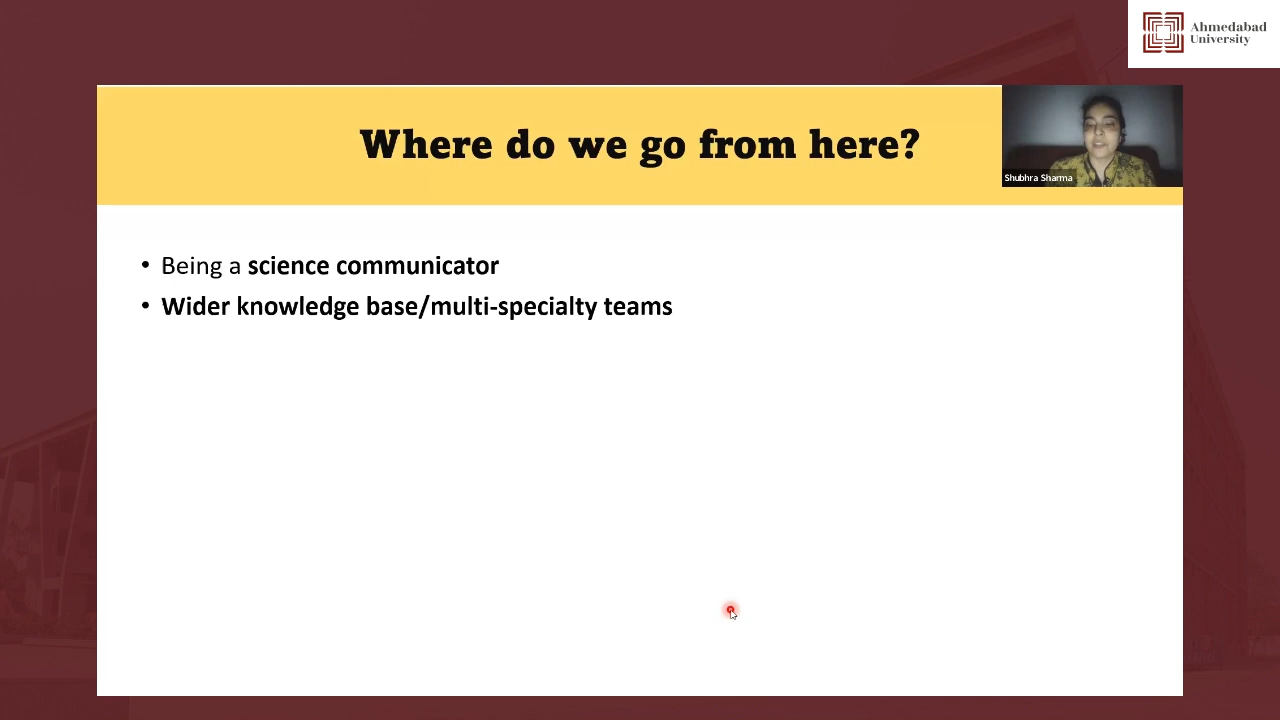 Ahmedabad
University
Where do we go from here?
Shubhra Sharma
• Being a science communicator
• Wider knowledge base/multi-specialty teams